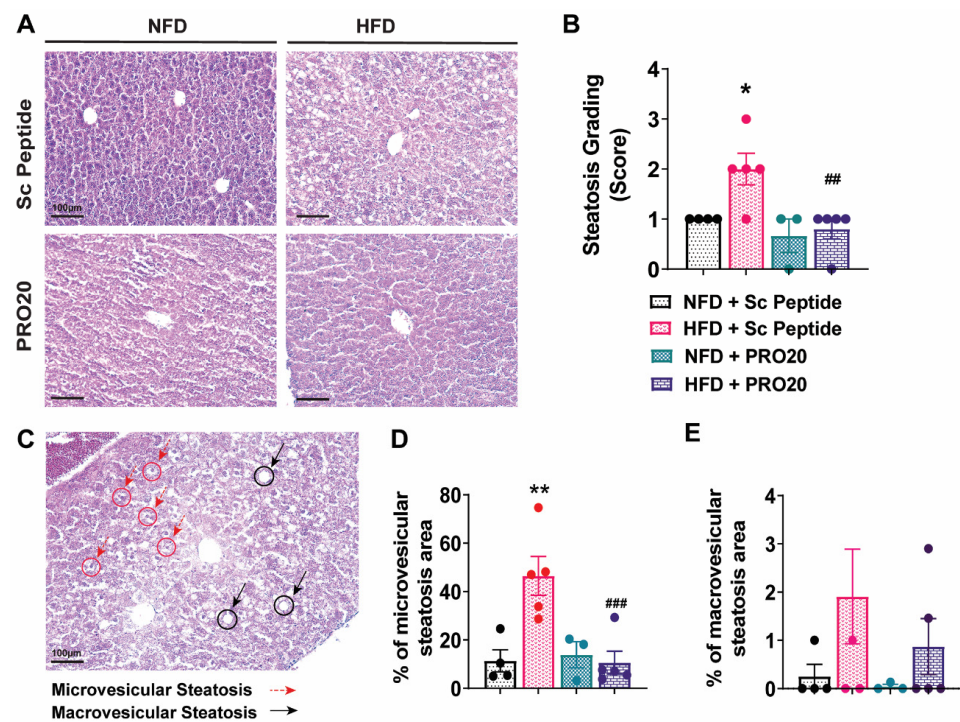 A
NFD
HFD
Sc Peptide
100µm
PRO20
B
Steatosis Grading
(Score)
4
3
2
1
0
*
##
NFD + Sc Peptide
HFD + Sc Peptide
NFD + PRO20
HFD + PRO20
C
100µm
Microvesicular Steatosis
Macrovesicular Steatosis
D
% of microvesicular
steatosis area
80
60
40
20
0
**
###
E
% of macrovesicular
steatosis area
4
3
2
1
0